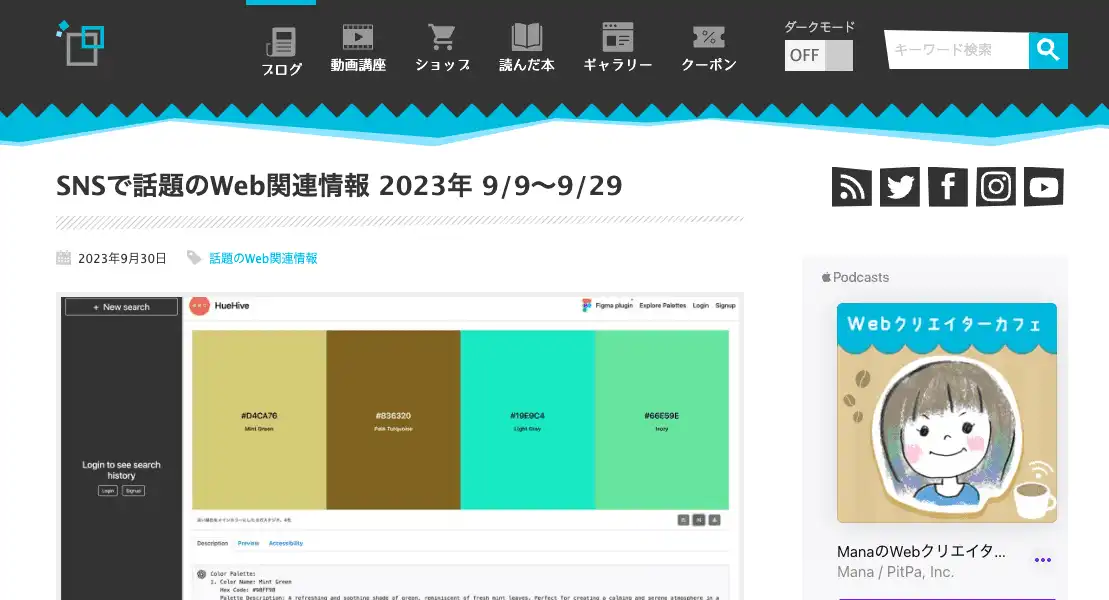 ブログ
動画講座
ショップ
読んだ本
ギャラリー
クーポン
ダークモード
OFF
キーワード検索
SNSで話題のWeb関連情報 2023年 9/9〜9/29
2023年9月30日
話題のWeb関連情報
+ New search
HueHive
Figma plugin
Explore Palettes
Login
Signup
#D4CA76
Mint Green
#836320
Pale Turquoise
#19E9C4
Light Gray
#66E59E
Ivory
Login to see search
history
Login
Signup
Description
Preview
Accessibility
Color Palette:
1. Color Name: Mint Green
Hex Code: #98FF98
Palette Description: A refreshing and soothing shade of green, reminiscent of fresh mint leaves. Perfect for creating a calming and serene atmosphere in a
Podcasts
Webクリエイターカフェ
ManaのWebクリエイタ...
Mana / PitPa, Inc.